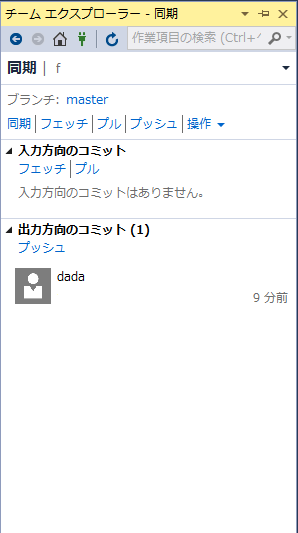 チーム エクスプローラー - 同期
作業項目の検索 (Ctrl+^
同期 | f
ブランチ: master
同期 | フェッチ | プル | プッシュ | 操作
入力方向のコミット
フェッチ | プル
入力方向のコミットはありません。
出力方向のコミット (1)
プッシュ
dada
9 分前